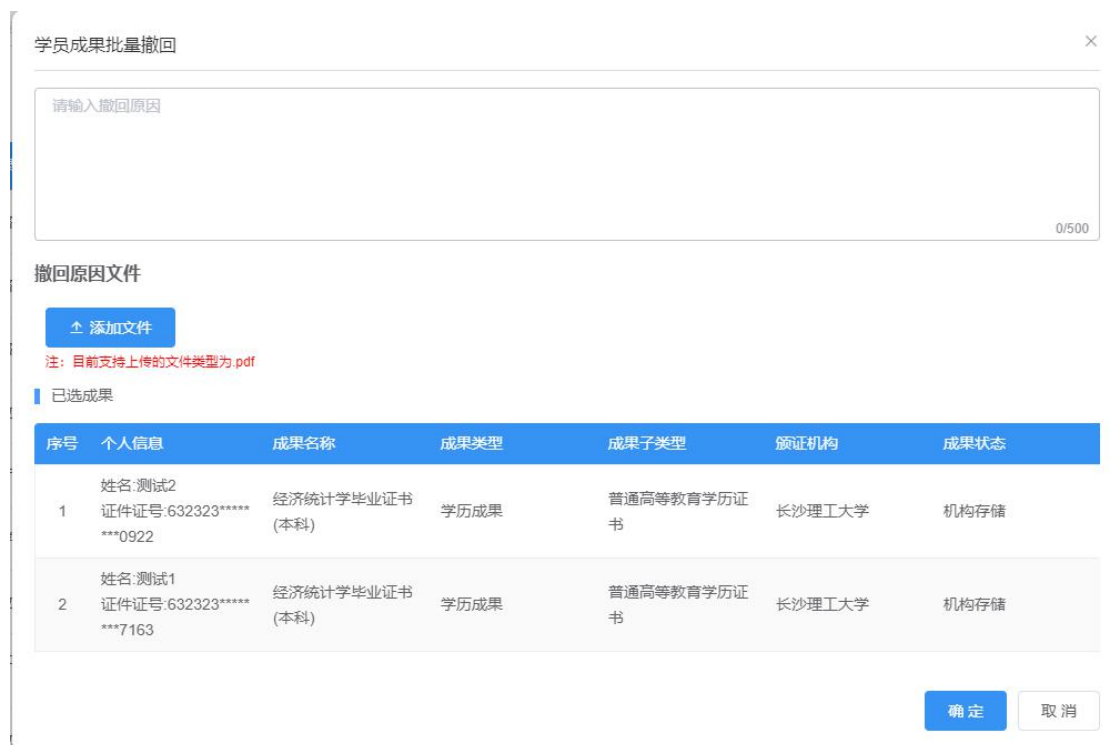 学员成果批量撤回
请输入撤回原因
0/500
撤回原因文件
添加文件
注：目前支持上传的文件类型为.pdf
已选成果
序号 个人信息 成果名称 成果类型 成果子类型 颁证机构 成果状态
姓名:测试2
1 证件证号:632323***** 经济统计学毕业证书 学历成果 普通高等教育学历证 长沙理工大学 机构存储
***0922 (本科) 书
姓名:测试1
2 证件证号:632323***** 经济统计学毕业证书 学历成果 普通高等教育学历证 长沙理工大学 机构存储
***7163 (本科) 书
确定 取消